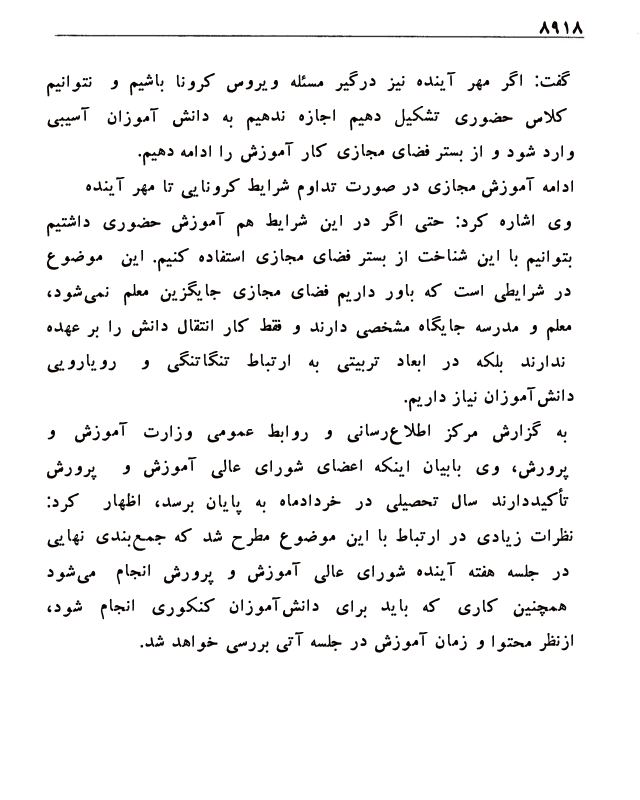 ۸۹۱۸
گفت: اگر مهر آینده نیز درگیر مسئله ویروس کرونا باشیم و نتوانیم
کلاس حضوری تشکیل دهیم اجازه ندهیم به دانش آموزان آسیبی
وارد شود و از بستر فضای مجازی کار آموزش را ادامه دهیم.
ادامه آموزش مجازی در صورت تداوم شرایط کرونایی تا مهر آینده
وی اشاره کرد: حتی اگر در این شرایط هم آموزش حضوری داشتیم
بتوانیم با این شناخت از بستر فضای مجازی استفاده کنیم. این موضوع
در شرایطی است که باور داریم فضای مجازی جایگزین معلم نمی‌شود،
معلم و مدرسه جایگاه مشخصی دارند و فقط کار انتقال دانش را بر عهده
ندارند بلکه در ابعاد تربیتی به ارتباط تنگاتنگی و رویارویی
دانش‌آموزان نیاز داریم.
به گزارش مرکز اطلاع‌رسانی و روابط عمومی وزارت آموزش و
پرورش، وی بابیان اینکه اعضای شورای عالی آموزش و پرورش
تأکیددارند سال تحصیلی در خردادماه به پایان برسد، اظهار کرد:
نظرات زیادی در ارتباط با این موضوع مطرح شد که جمع‌بندی نهایی
در جلسه هفته آینده شورای عالی آموزش و پرورش انجام می‌شود
همچنین کاری که باید برای دانش‌آموزان کنکوری انجام شود،
ازنظر محتوا و زمان آموزش در جلسه آتی بررسی خواهد شد.